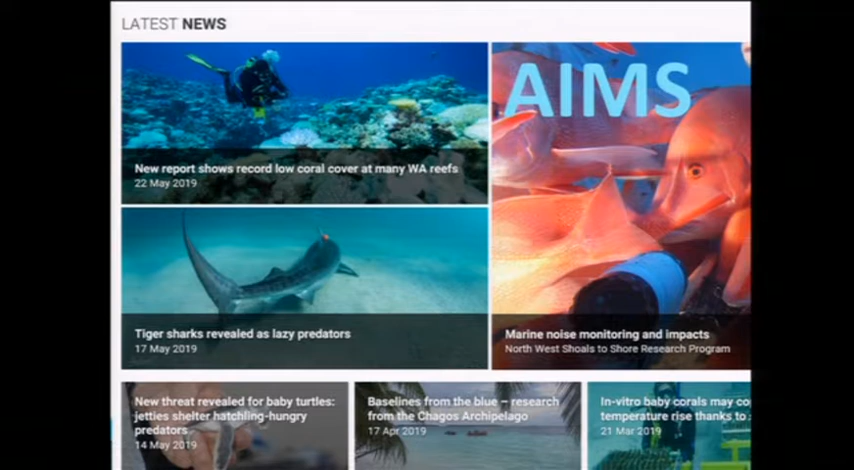 LATEST NEWS
New report shows record low coral cover at many WA reefs
22 May 2019
AIMS
Tiger sharks revealed as lazy predators
17 May 2019
Marine noise monitoring and impacts
North West Shoals to Shore Research Program
New threat revealed for baby turtles:
jetties shelter hatchling-hungry
predators
14 May 2019
Baselines from the blue – research
from the Chagos Archipelago
17 Apr 2019
In-vitro baby corals may
temperature rise thanks to
21 Mar 2019